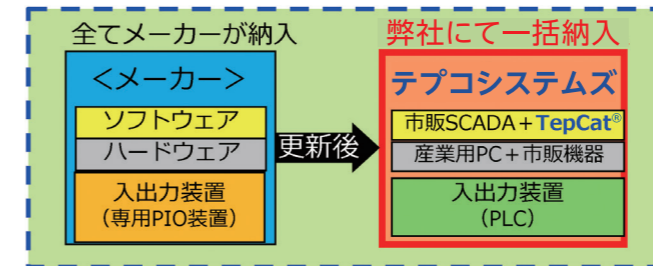 全てメーカーが納入
＜メーカー＞
ソフトウェア
ハードウェア
入出力装置
（専用PIO装置）
更新後
弊社にて一括納入
テプコシステムズ
市販SCADA＋TepCat®
産業用PC＋市販機器
入出力装置
（PLC）